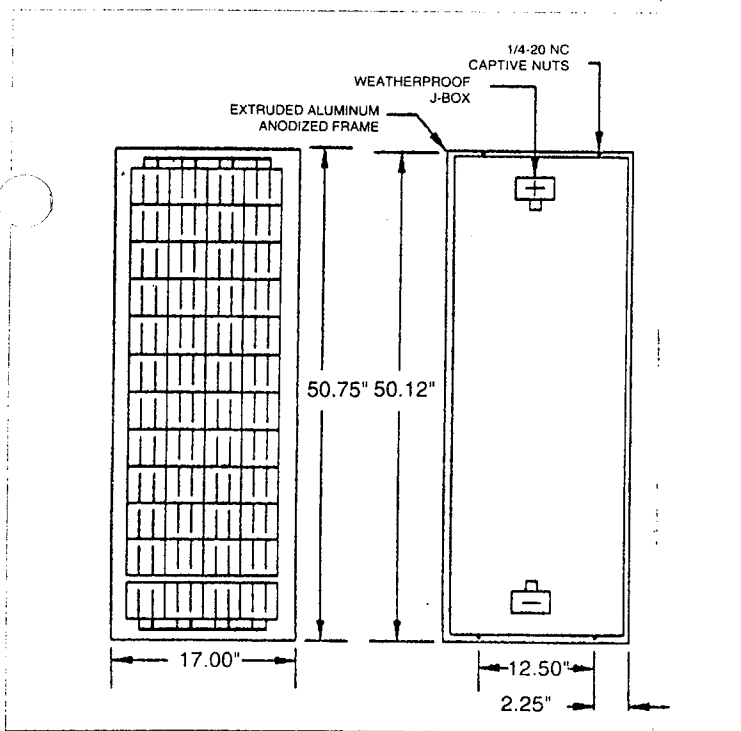 1/4-20 NC
CAPTIVE NUTS
WEATHERPROOF
J-BOX
EXTRUDED ALUMINUM
ANODIZED FRAME
+
50.75" 50.12"
−
17.00"
12.50"
2.25"